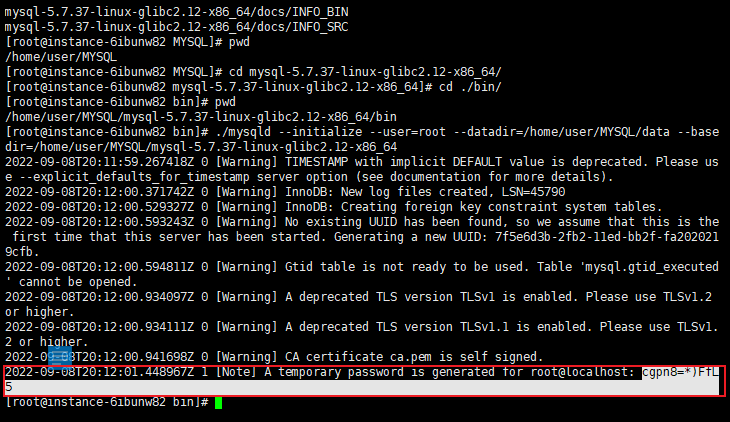 mysql-5.7.37-linux-glibc2.12-x86_64/docs/INFO_BIN
mysql-5.7.37-linux-glibc2.12-x86_64/docs/INFO_SRC
[root@instance-6ibunw82 MYSQL]# pwd
/home/user/MYSQL
[root@instance-6ibunw82 MYSQL]# cd mysql-5.7.37-linux-glibc2.12-x86_64/
[root@instance-6ibunw82 mysql-5.7.37-linux-glibc2.12-x86_64]# cd ./bin/
[root@instance-6ibunw82 bin]# pwd
/home/user/MYSQL/mysql-5.7.37-linux-glibc2.12-x86_64/bin
[root@instance-6ibunw82 bin]# ./mysqld --initialize --user=root --datadir=/home/user/MYSQL/data --base
dir=/home/user/MYSQL/mysql-5.7.37-linux-glibc2.12-x86_64
2022-09-08T20:11:59.267418Z 0 [Warning] TIMESTAMP with implicit DEFAULT value is deprecated. Please us
e --explicit_defaults_for_timestamp server option (see documentation for more details).
2022-09-08T20:12:00.371742Z 0 [Warning] InnoDB: New log files created, LSN=45790
2022-09-08T20:12:00.529327Z 0 [Warning] InnoDB: Creating foreign key constraint system tables.
2022-09-08T20:12:00.593243Z 0 [Warning] No existing UUID has been found, so we assume that this is the
 first time that this server has been started. Generating a new UUID: 7f5e6d3b-2fb2-11ed-bb2f-fa202021
9cfb.
2022-09-08T20:12:00.594811Z 0 [Warning] Gtid table is not ready to be used. Table 'mysql.gtid_executed
' cannot be opened.
2022-09-08T20:12:00.934097Z 0 [Warning] A deprecated TLS version TLSv1 is enabled. Please use TLSv1.2
or higher.
2022-09-08T20:12:00.934111Z 0 [Warning] A deprecated TLS version TLSv1.1 is enabled. Please use TLSv1.
2 or higher.
2022-09-08T20:12:00.941698Z 0 [Warning] CA certificate ca.pem is self signed.
2022-09-08T20:12:01.448967Z 1 [Note] A temporary password is generated for root@localhost: cgpn8=*)FfL
5
[root@instance-6ibunw82 bin]#